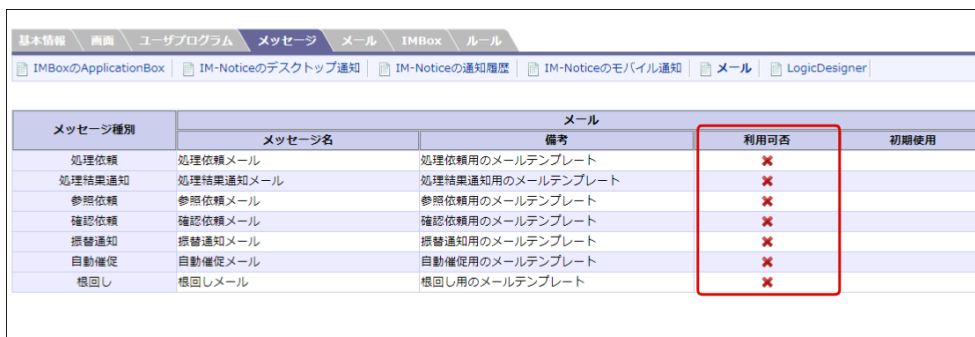 基本情報 画面 ユーザプログラム メッセージ メール IMBox ルール
IMBoxのApplicationBox IM-Noticeのデスクトップ通知 IM-Noticeの通知履歴 IM-Noticeのモバイル通知 メール LogicDesigner
メッセージ種別 メール
メッセージ名 備考 利用可否 初期使用
処理依頼 処理依頼メール 処理依頼用のメールテンプレート
処理結果通知 処理結果通知メール 処理結果通知用のメールテンプレート
参照依頼 参照依頼メール 参照依頼用のメールテンプレート
確認依頼 確認依頼メール 確認依頼用のメールテンプレート
振替通知 振替通知メール 振替通知用のメールテンプレート
自動催促 自動催促メール 自動催促用のメールテンプレート
根回し 根回しメール 根回し用のメールテンプレート